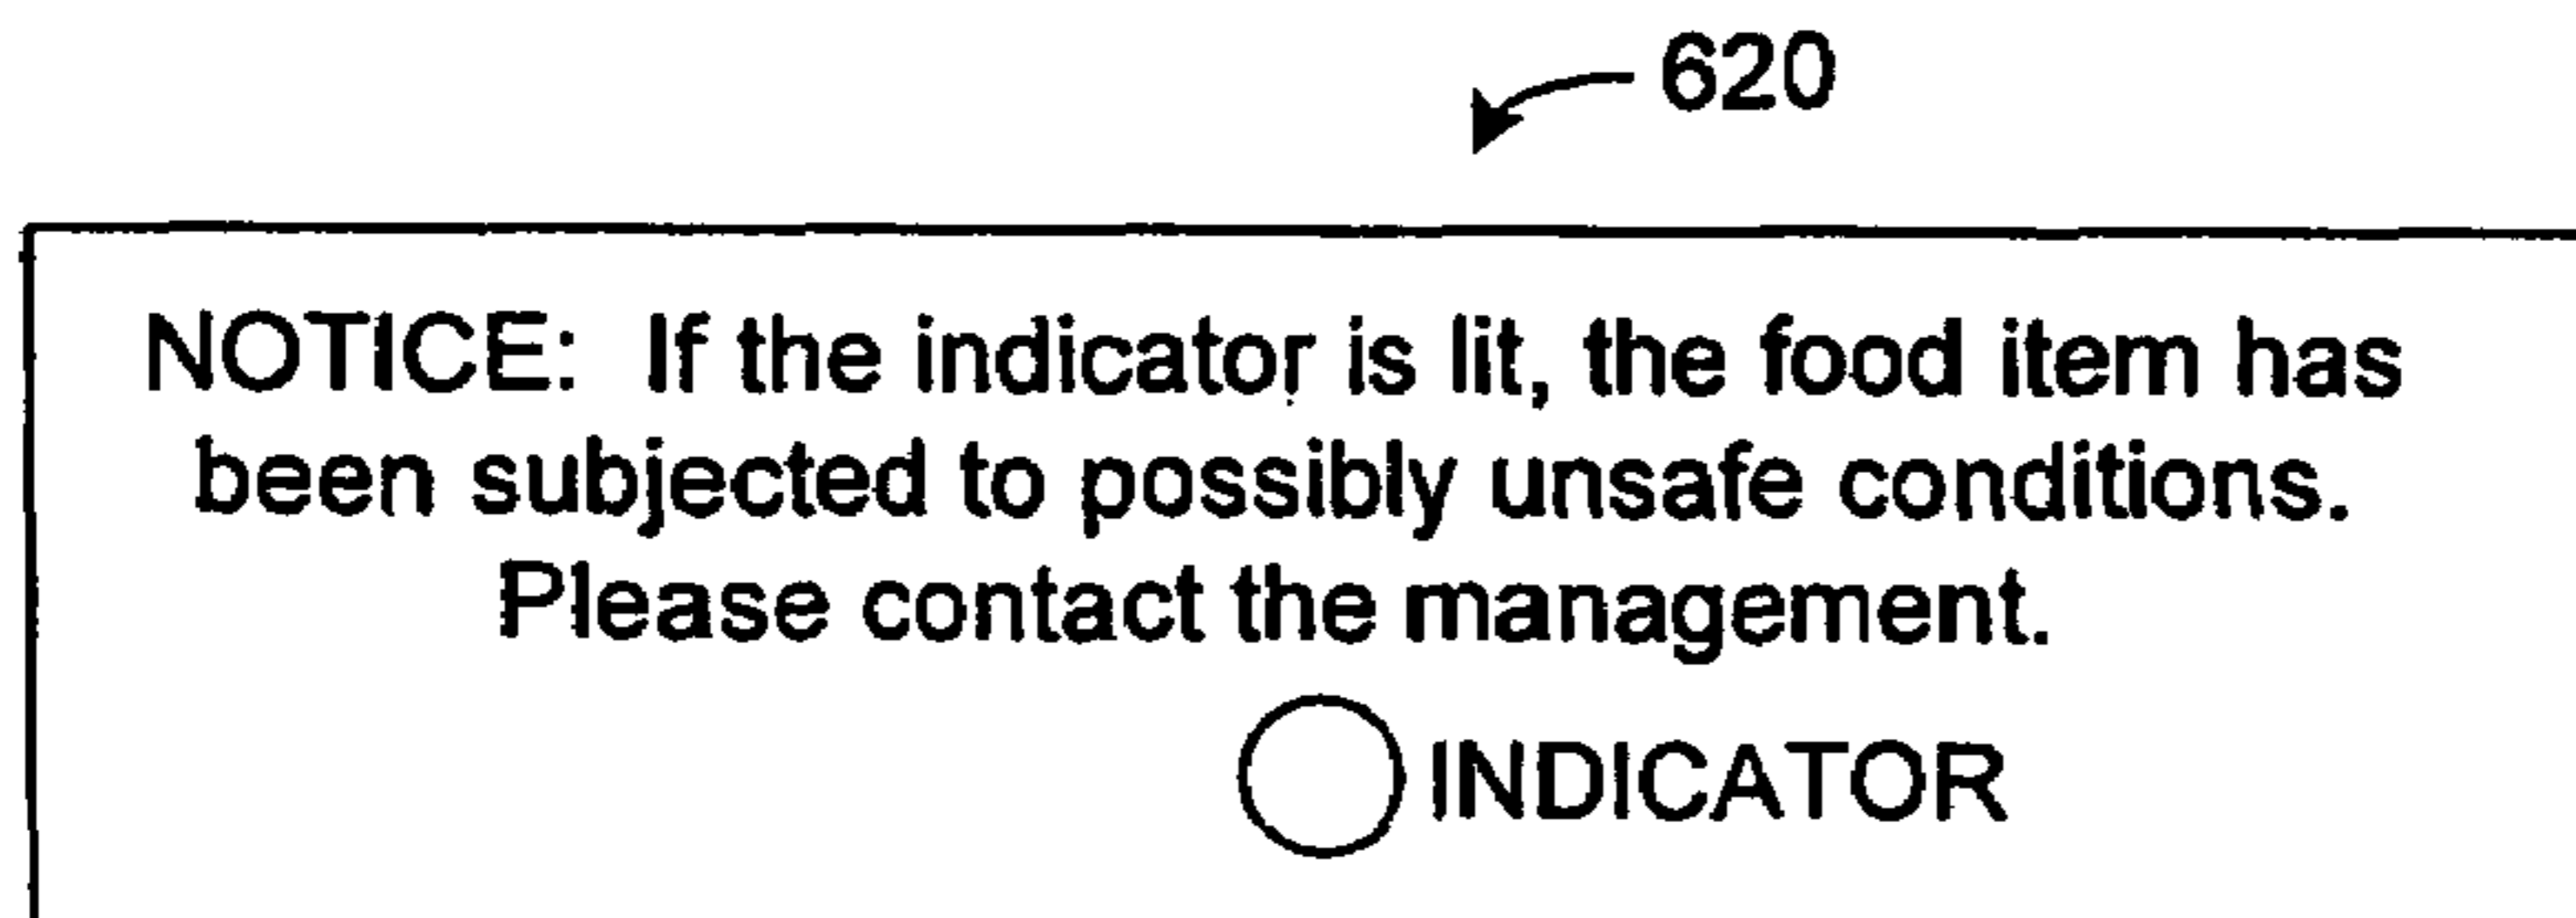 620
NOTICE: If the indicator is lit, the food item has
been subjected to possibly unsafe conditions.
Please contact the management.
INDICATOR